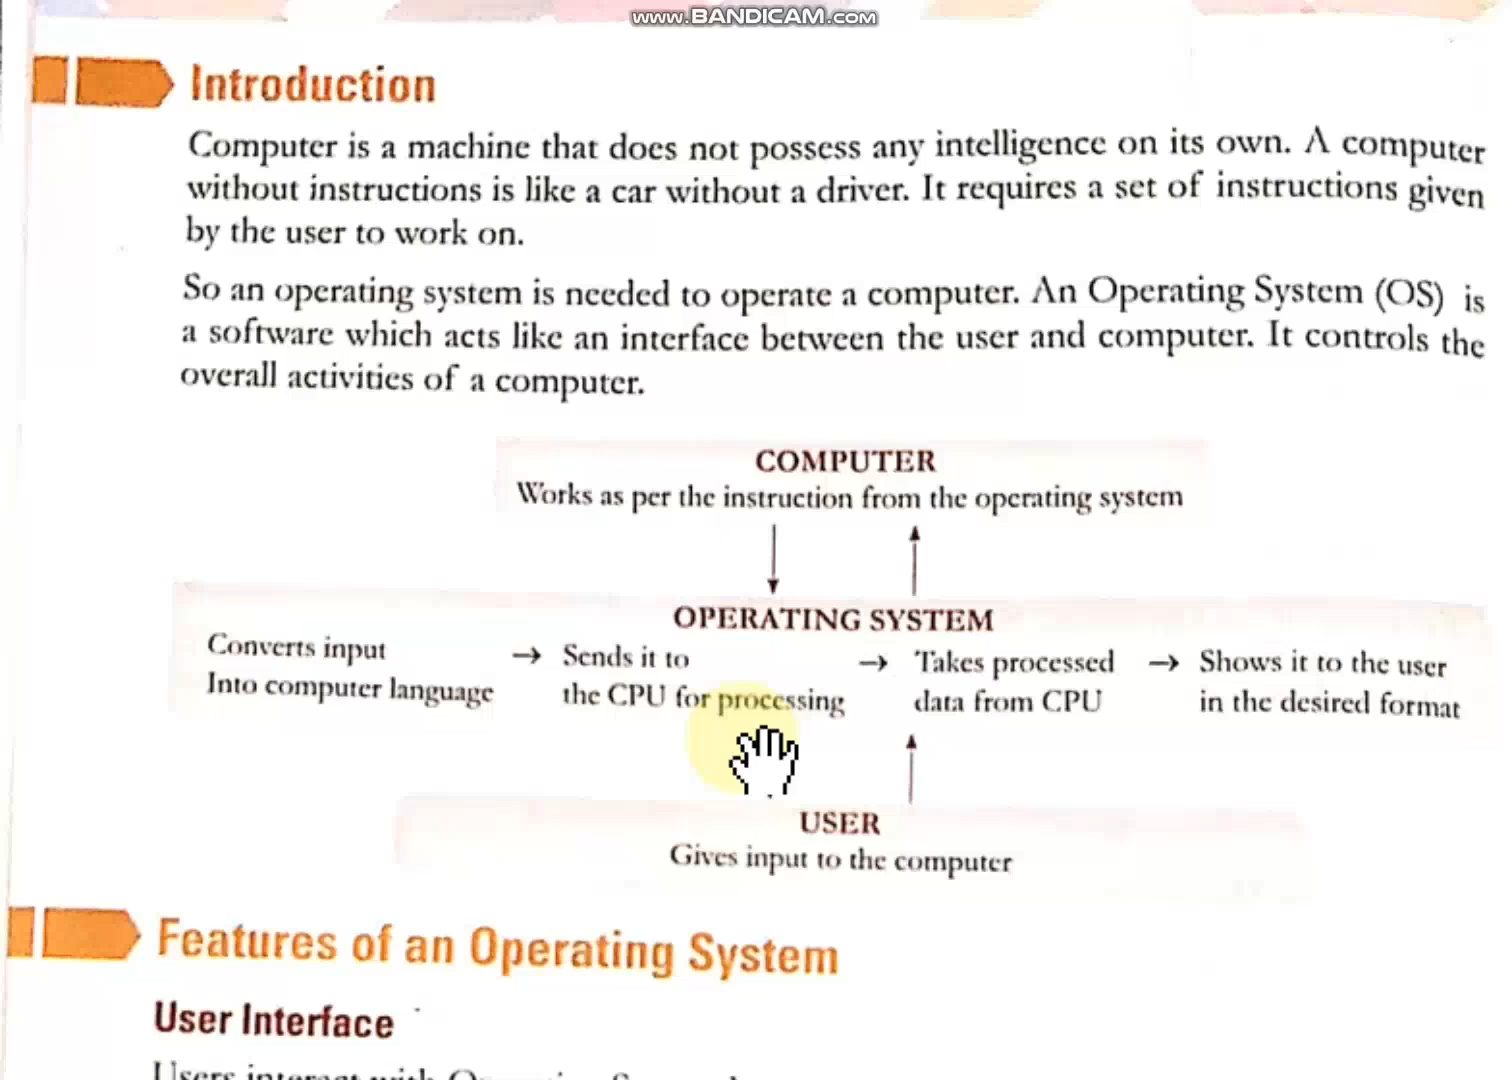 www.BANDICAM.com
Introduction
Computer is a machine that does not possess any intelligence on its own. A computer
without instructions is like a car without a driver. It requires a set of instructions given
by the user to work on.
So an operating system is needed to operate a computer. An Operating System (OS) is
a software which acts like an interface between the user and computer. It controls the
overall activities of a computer.
COMPUTER
Works as per the instruction from the operating system
OPERATING SYSTEM
Converts input → Sends it to → Takes processed → Shows it to the user
Into computer language the CPU for processing data from CPU in the desired format
USER
Gives input to the computer
Features of an Operating System
User Interface
Users interact with